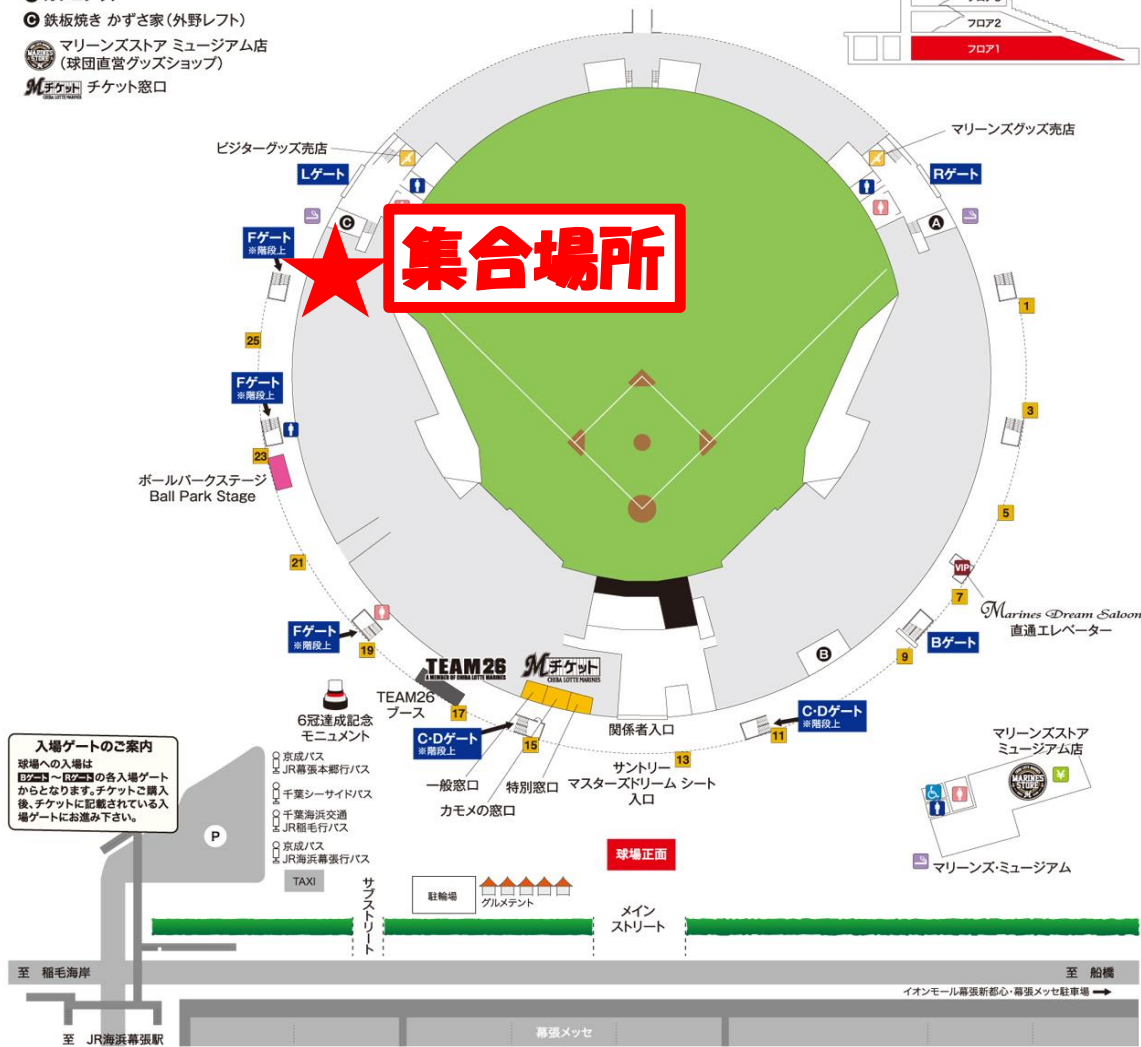 C 鉄板焼き かずさ家(外野レフト)
マリーンズストア ミュージアム店
(球団直営グッズショップ)
Mチケット チケット窓口
フロア2
フロア1
ビジターグッズ売店
マリーンズグッズ売店
Lゲート
Rゲート
C
A
Fゲート
※階段上
集合場所
1
25
Fゲート
※階段上
3
23
ボールパークステージ
Ball Park Stage
5
21
VIP
7
Marines Dream Saloon
直通エレベーター
Fゲート
※階段上
19
B
9
Bゲート
TEAM26
A MEMBER OF CHIBA LOTTE MARINES
Mチケット
CHIBA LOTTE MARINES
TEAM26
ブース
17
6冠達成記念
モニュメント
C・Dゲート
※階段上
15
関係者入口
11
C・Dゲート
※階段上
13
一般窓口
特別窓口
カモメの窓口
サントリー
マスターズドリーム シート
入口
マリーンズストア
ミュージアム店
MARINES
STORE
¥
入場ゲートのご案内
球場への入場は
Bゲート~Rゲートの各入場ゲート
からとなります。チケットご購入
後、チケットに記載されている入
場ゲートにお進み下さい。
京成バス
JR幕張本郷行バス
千葉シーサイドバス
千葉海浜交通
JR稲毛行バス
京成バス
JR海浜幕張行バス
P
TAXI
球場正面
マリーンズ・ミュージアム
サブストリート
駐輪場
グルメテント
メイン
ストリート
至 稲毛海岸
至 船橋
イオンモール幕張新都心・幕張メッセ駐車場
至 JR海浜幕張駅
幕張メッセ